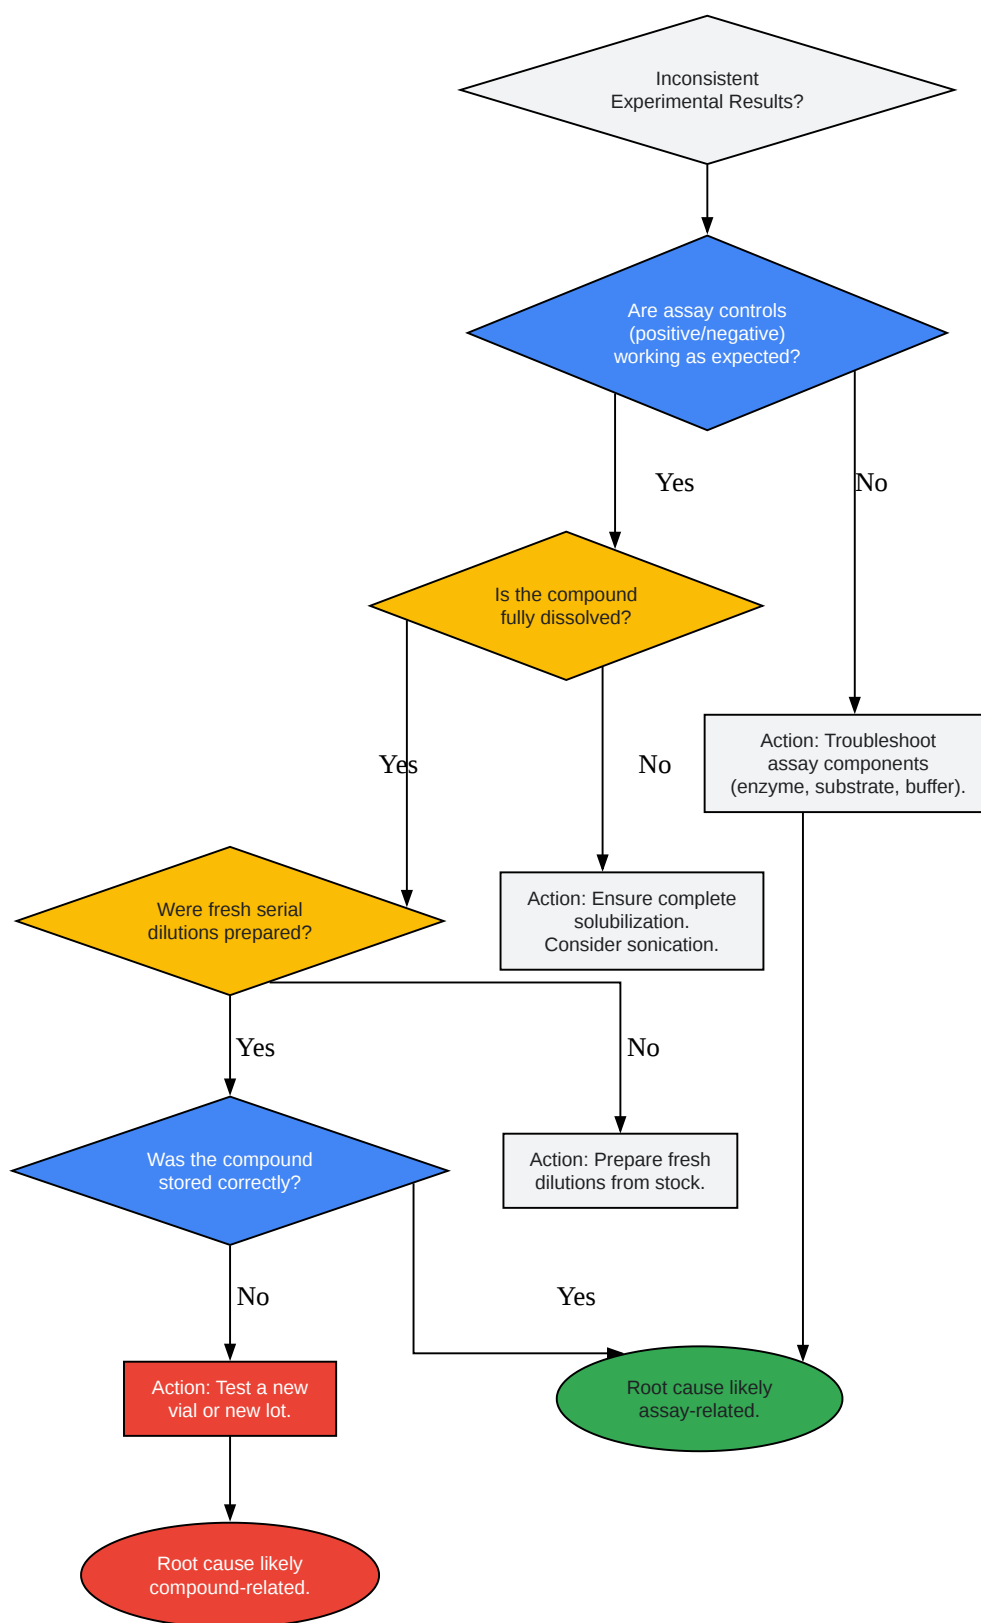 Inconsistent
Experimental Results?
Are assay controls
(positive/negative)
working as expected?
Yes
No
Is the compound
fully dissolved?
Yes
No
Action: Troubleshoot
assay components
(enzyme, substrate, buffer).
Were fresh serial
dilutions prepared?
Action: Ensure complete
solubilization.
Consider sonication.
Yes
No
Was the compound
stored correctly?
Action: Prepare fresh
dilutions from stock.
No
Yes
Action: Test a new
vial or new lot.
Root cause likely
assay-related.
Root cause likely
compound-related.